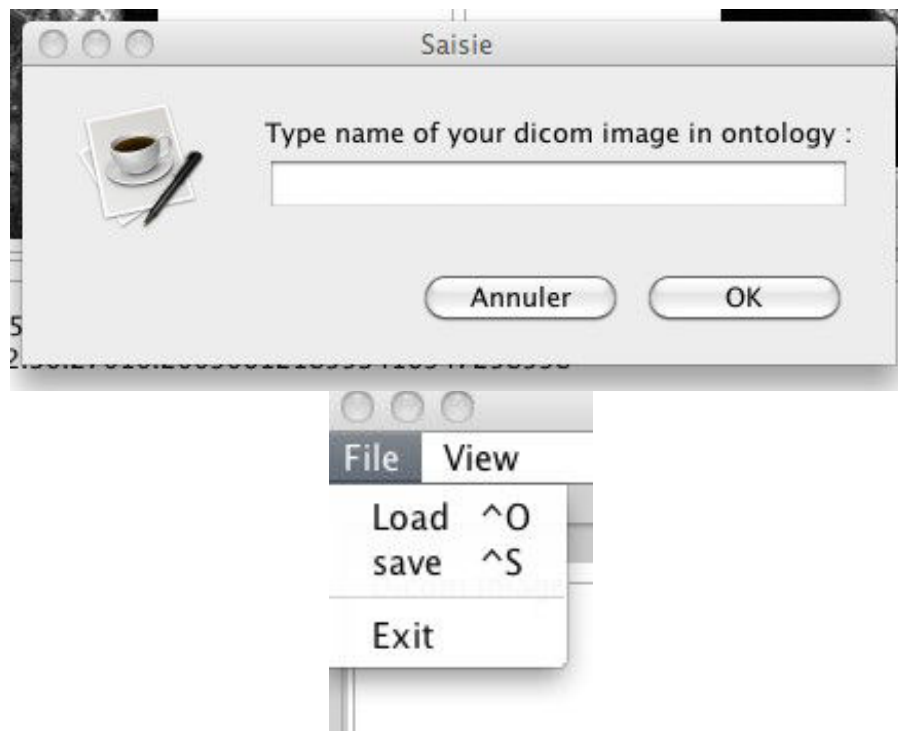 Saisie
Type name of your dicom image in ontology :
Annuler OK
File View
Load ^O
save ^S
Exit